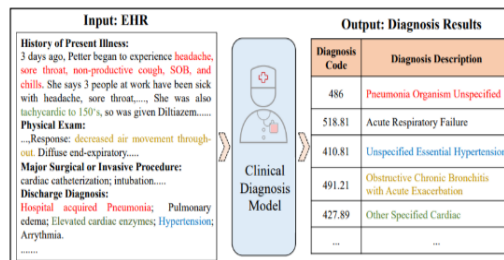 Input: EHR
History of Present Illness:
3 days ago, Petter began to experience headache,
sore throat, non-productive cough, SOB, and
chills. She says 3 people at work have been sick
with headache, sore throat,...., She was also
tachycardic to 150's, so was given Diltiazem......
Physical Exam:
...,Response: decreased air movement through-
out. Diffuse end-expiratory.....
Major Surgical or Invasive Procedure:
cardiac catheterization; intubation.....
Discharge Diagnosis:
Hospital acquired Pneumonia; Pulmonary
edema; Elevated cardiac enzymes; Hypertension;
Arrythmia.
.......
Clinical
Diagnosis
Model
Output: Diagnosis Results
Diagnosis Code Diagnosis Description
486 Pneumonia Organism Unspecified
518.81 Acute Respiratory Failure
410.81 Unspecified Essential Hypertension
491.21 Obstructive Chronic Bronchitis
with Acute Exacerbation
427.89 Other Specified Cardiac
... ...